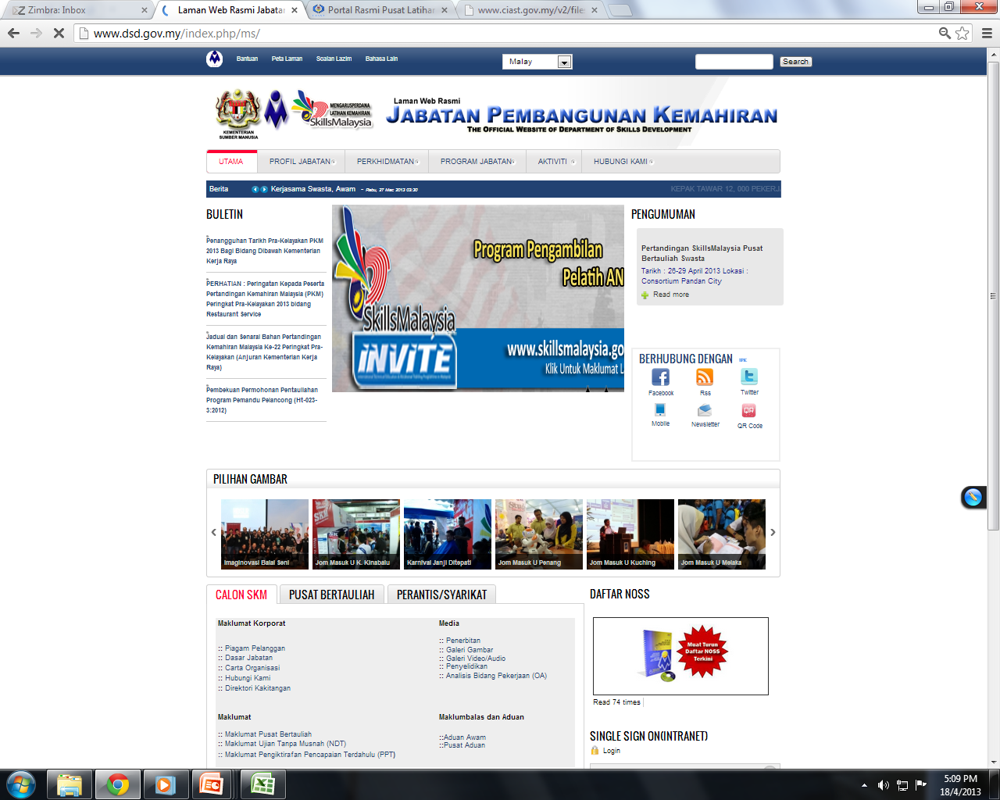 Zimbra: Inbox
Laman Web Rasmi Jabata
Portal Rasmi Pusat Latihan
www.ciast.gov.my/v2/file
www.dsd.gov.my/index.php/ms/
Bantuan
Peta Laman
Soalan Lazim
Bahasa Lain
Malay
Search
KEMENTERIAN
SUMBER MANUSIA
MENGARUSPERDANA
LATIHAN KEMAHIRAN
SkillsMalaysia
Laman Web Rasmi
JABATAN PEMBANGUNAN KEMAHIRAN
THE OFFICIAL WEBSITE OF DEPARTMENT OF SKILLS DEVELOPMENT
UTAMA
PROFIL JABATAN
PERKHIDMATAN
PROGRAM JABATAN
AKTIVITI
HUBUNGI KAMI
Berita
Kerjasama Swasta, Awam - Rabu, 27 Mac 2013 03:30
KEPAK TAWAR 12, 000 PEKERJ
BULETIN
Penangguhan Tarikh Pra-Kelayakan PKM
2013 Bagi Bidang Dibawah Kementerian
Kerja Raya
PERHATIAN : Peringatan Kepada Peserta
Pertandingan Kemahiran Malaysia (PKM)
Peringkat Pra-Kelayakan 2013 bidang
Restaurant Service
Jadual dan Senarai Bahan Pertandingan
Kemahiran Malaysia Ke-22 Peringkat Pra-
Kelayakan (Anjuran Kementerian Kerja
Raya)
Pembekuan Permohonan Pentauliahan
Program Pemandu Pelancong (Ht-023-
3:2012)
Program Pengambilan
Pelatih AN
SkillsMalaysia
INVITE
www.skillsmalaysia.go
Klik Untuk Maklumat L
PENGUMUMAN
Pertandingan SkillsMalaysia Pusat
Bertauliah Swasta
Tarikh : 26-29 April 2013 Lokasi :
Consortium Pandan City
Read more
BERHUBUNG DENGAN
Facebook
Rss
Twitter
Mobile
Newsletter
QR Code
PILIHAN GAMBAR
Imaginovasi Balai Seni
Jom Masuk U K. Kinabalu
Karnival Janji Ditepati
Jom Masuk U Penang
Jom Masuk U Kuching
Jom Masuk U Melaka
CALON SKM
PUSAT BERTAULIAH
PERANTIS/SYARIKAT
Maklumat Korporat
:: Piagam Pelanggan
:: Dasar Jabatan
:: Carta Organisasi
:: Hubungi Kami
:: Direktori Kakitangan
Media
:: Penerbitan
:: Galeri Gambar
:: Galeri Video/Audio
:: Penyelidikan
:: Analisis Bidang Pekerjaan (OA)
Maklumat
:: Maklumat Pusat Bertauliah
:: Maklumat Ujian Tanpa Musnah (NDT)
:: Maklumat Pengiktirafan Pencapaian Terdahulu (PPT)
Maklumbalas dan Aduan
::Aduan Awam
::Pusat Aduan
DAFTAR NOSS
Muat Turun
Daftar NOSS
Terkini
Read 74 times
SINGLE SIGN ON(INTRANET)
Login
5:09 PM
18/4/2013